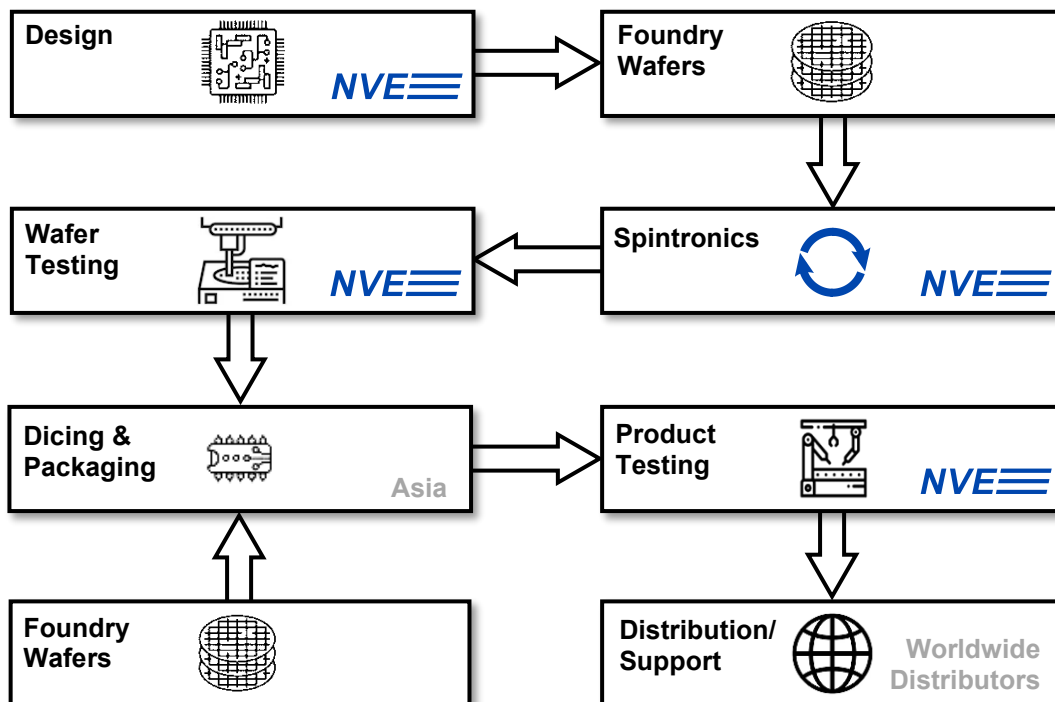 Design
NVE
Foundry
Wafers
Wafer
Testing
NVE
Spintronics
NVE
Dicing &
Packaging
Asia
Product
Testing
NVE
Foundry
Wafers
Distribution/
Support
Worldwide
Distributors